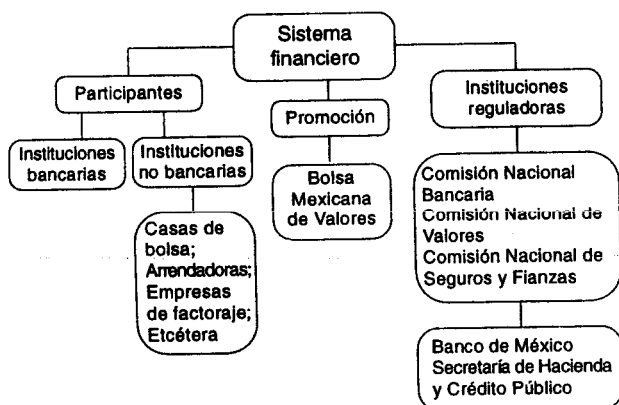 Sistema
financiero
Participantes
Instituciones
bancarias
Instituciones
no bancarias
Casas de
bolsa;
Arrendadoras;
Empresas
de factoraje;
Etcétera
Promoción
Bolsa
Mexicana
de Valores
Instituciones
reguladoras
Comisión Nacional
Bancaria
Comisión Nacional de
Valores
Comisión Nacional de
Seguros y Fianzas
Banco de México
Secretaría de Hacienda
y Crédito Público